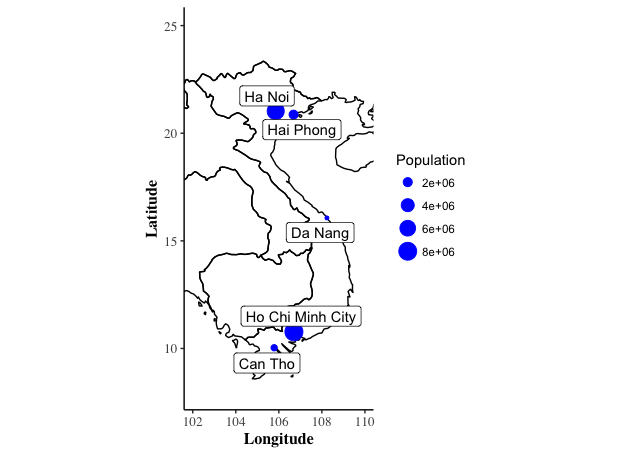 25
20
15
10
Latitude
Ha Noi
Hai Phong
Da Nang
Ho Chi Minh City
Can Tho
102 104 106 108 110
Longitude
Population
2e+06
4e+06
6e+06
8e+06